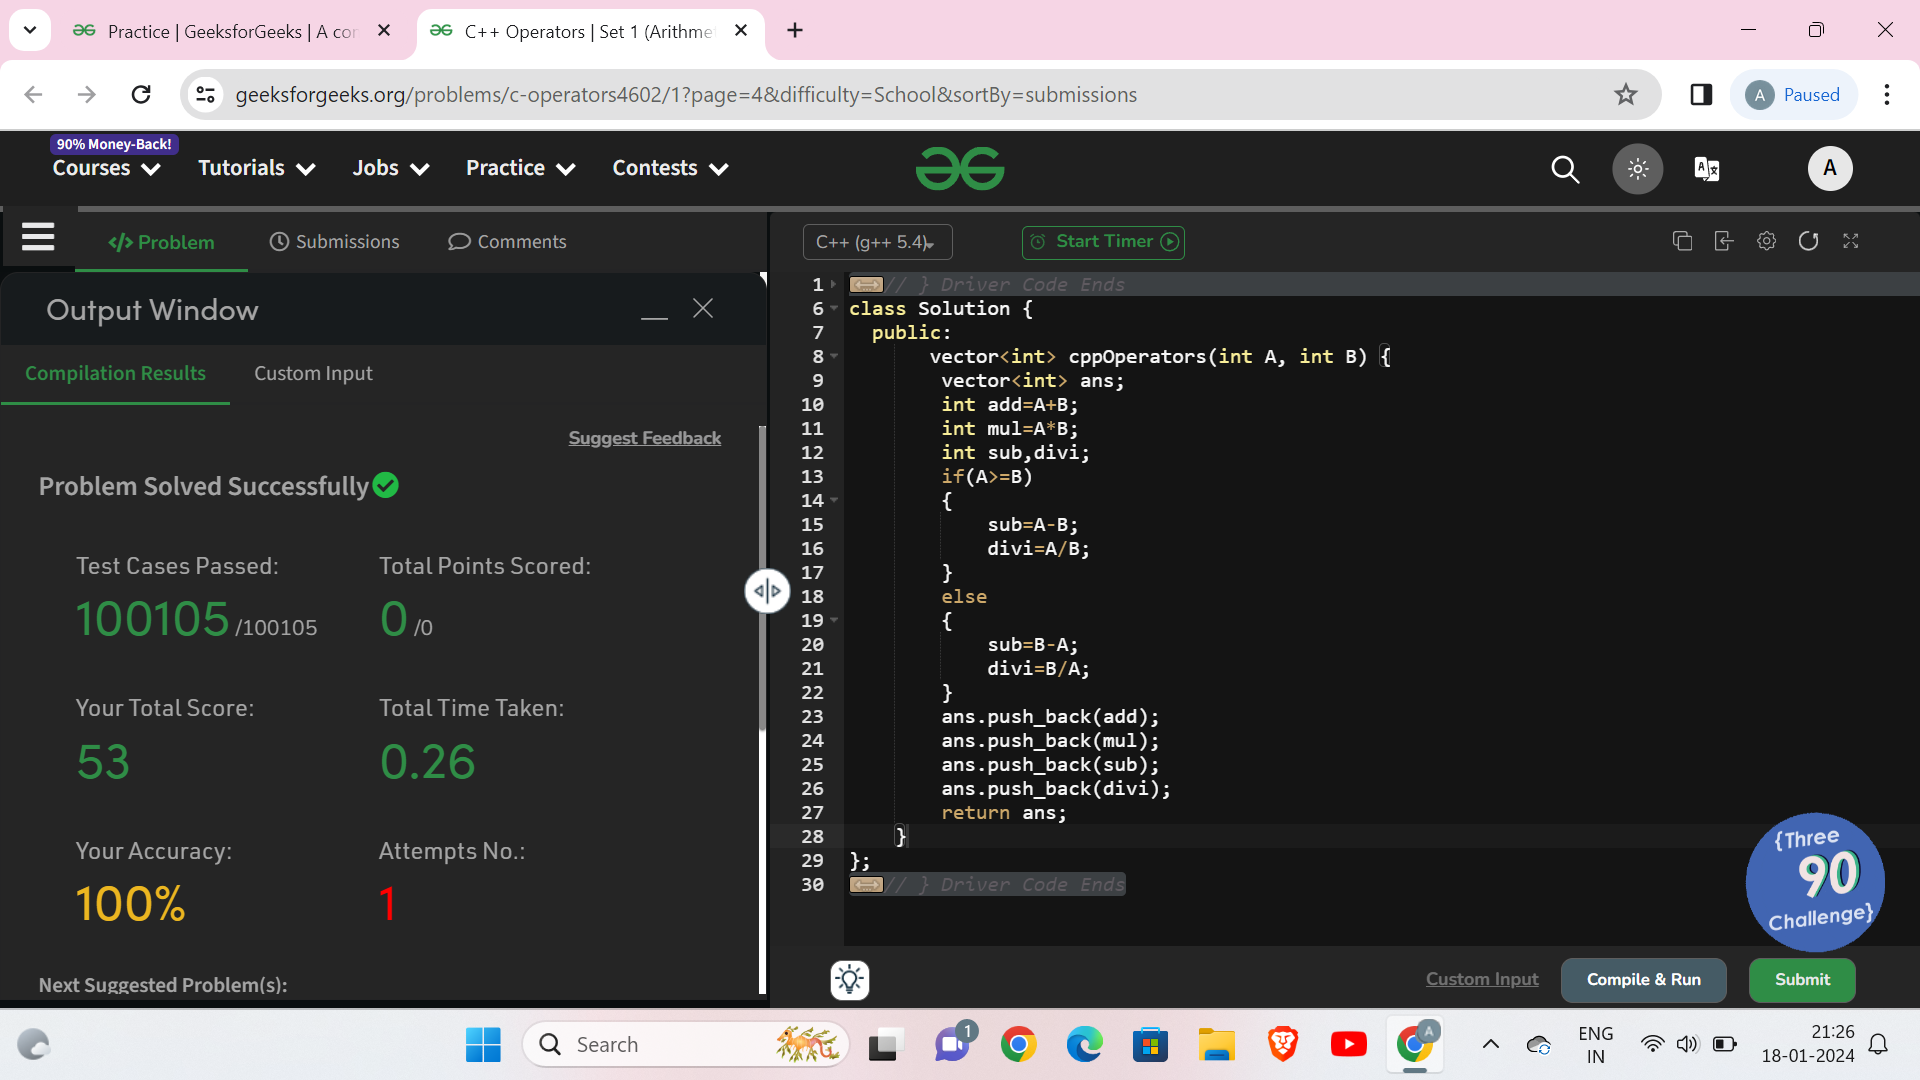 Practice | GeeksforGeeks | A co
C++ Operators | Set 1 (Arithme
geeksforgeeks.org/problems/c-operators4602/1?page=4&difficulty=School&sortBy=submissions
A Paused
90% Money-Back!
Courses Tutorials Jobs Practice Contests
A
Problem Submissions Comments
C++ (g++ 5.4)
Start Timer
Output Window
Compilation Results Custom Input
Suggest Feedback
Problem Solved Successfully
Test Cases Passed: Total Points Scored:
100105 /100105 0 /0
Your Total Score: Total Time Taken:
53 0.26
Your Accuracy: Attempts No.:
100% 1
Next Suggested Problem(s):
1 // } Driver Code Ends
6 class Solution {
7 public:
8 vector<int> cppOperators(int A, int B) {
9 vector<int> ans;
10 int add=A+B;
11 int mul=A*B;
12 int sub,divi;
13 if(A>=B)
14 {
15 sub=A-B;
16 divi=A/B;
17 }
18 else
19 {
20 sub=B-A;
21 divi=B/A;
22 }
23 ans.push_back(add);
24 ans.push_back(mul);
25 ans.push_back(sub);
26 ans.push_back(divi);
27 return ans;
28 }
29 };
30 // } Driver Code Ends
{Three
90
Challenge}
Custom Input Compile & Run Submit
Search
1
A
ENG
IN
21:26
18-01-2024